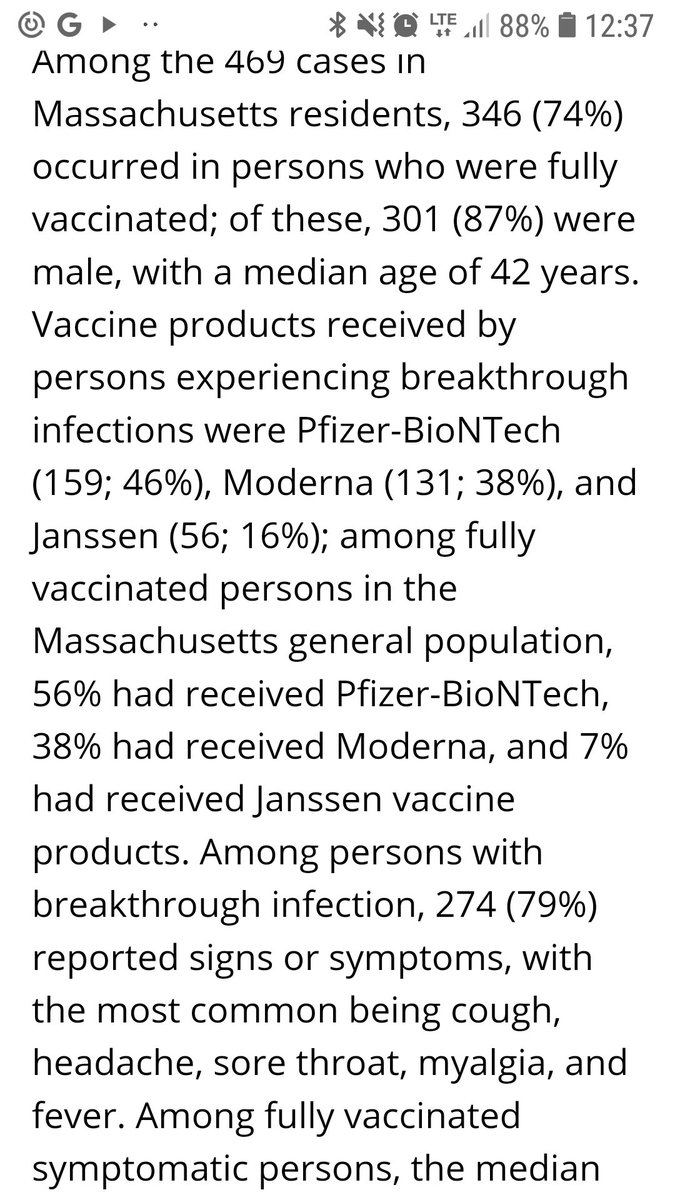 LTE 88% 12:37
Among the 469 cases in
Massachusetts residents, 346 (74%)
occurred in persons who were fully
vaccinated; of these, 301 (87%) were
male, with a median age of 42 years.
Vaccine products received by
persons experiencing breakthrough
infections were Pfizer-BioNTech
(159; 46%), Moderna (131; 38%), and
Janssen (56; 16%); among fully
vaccinated persons in the
Massachusetts general population,
56% had received Pfizer-BioNTech,
38% had received Moderna, and 7%
had received Janssen vaccine
products. Among persons with
breakthrough infection, 274 (79%)
reported signs or symptoms, with
the most common being cough,
headache, sore throat, myalgia, and
fever. Among fully vaccinated
symptomatic persons, the median